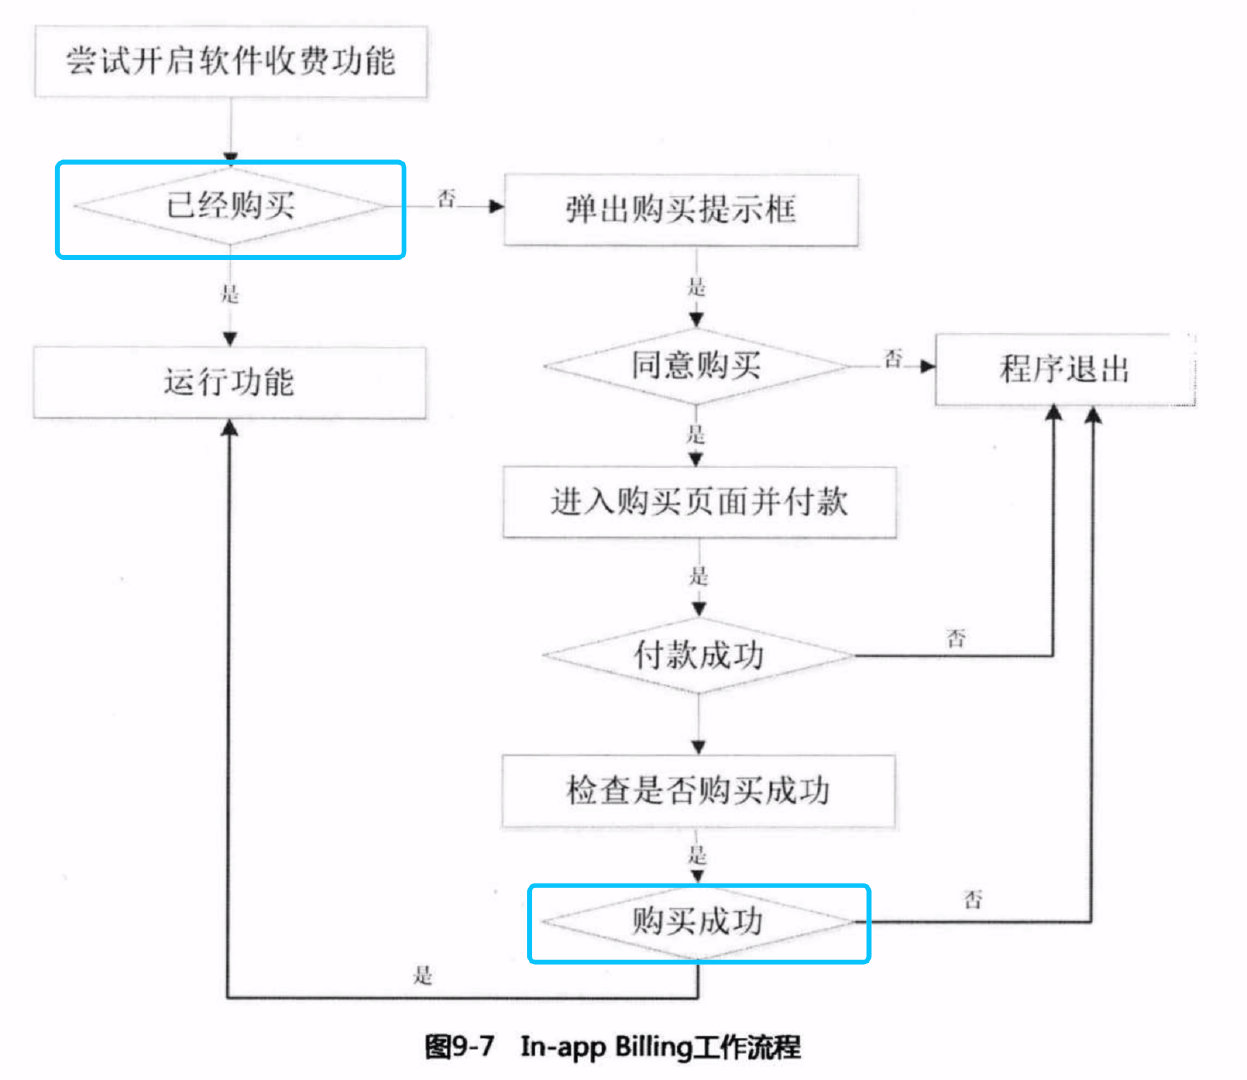 尝试开启软件收费功能
已经购买
否
弹出购买提示框
是
是
运行功能
同意购买
否
程序退出
是
进入购买页面并付款
是
付款成功
否
检查是否购买成功
是
购买成功
否
是
图9-7 In-app Billing工作流程